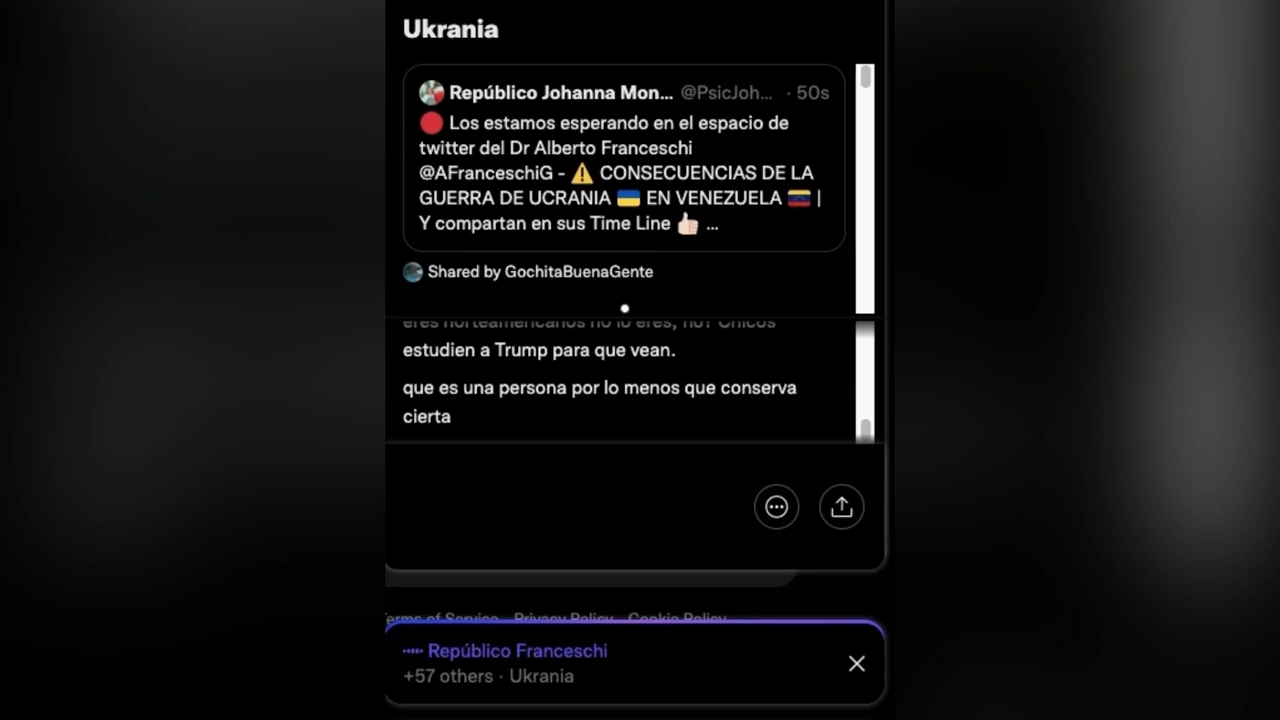 Ukrania
Repúblico Johanna Mon... @PsicJoh... · 50s
🔴 Los estamos esperando en el espacio de
twitter del Dr Alberto Franceschi
@AFranceschiG - ⚠️ CONSECUENCIAS DE LA
GUERRA DE UCRANIA 🇺🇦 EN VENEZUELA 🇻🇪 |
Y compartan en sus Time Line 👍🏻 ...
Shared by GochitaBuenaGente
eres norteamericanos no lo eres, no? Chicos
estudien a Trump para que vean.
que es una persona por lo menos que conserva
cierta
Terms of Service Privacy Policy Cookie Policy
Repúblico Franceschi
+57 others · Ukrania